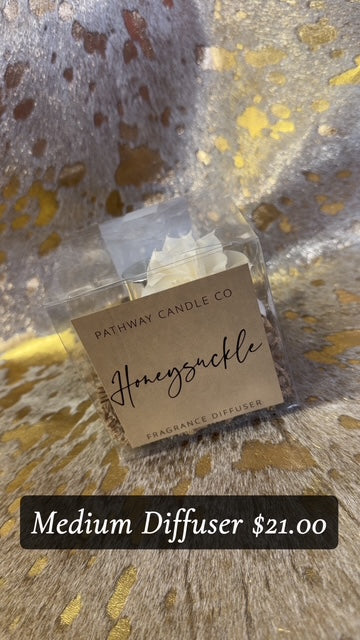 PATHWAY CANDLE CO
Honeysuckle
FRAGRANCE DIFFUSER
Medium Diffuser $21.00